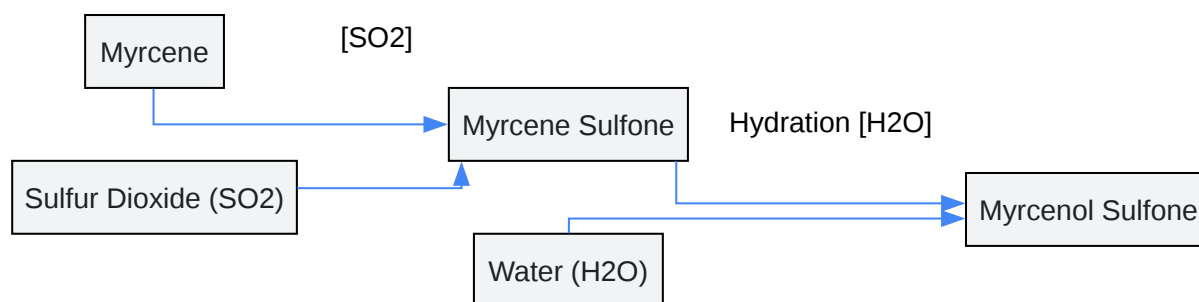 Myrcene
[SO2]
Myrcene Sulfone
Hydration [H2O]
Sulfur Dioxide (SO2)
Myrcenol Sulfone
Water (H2O)